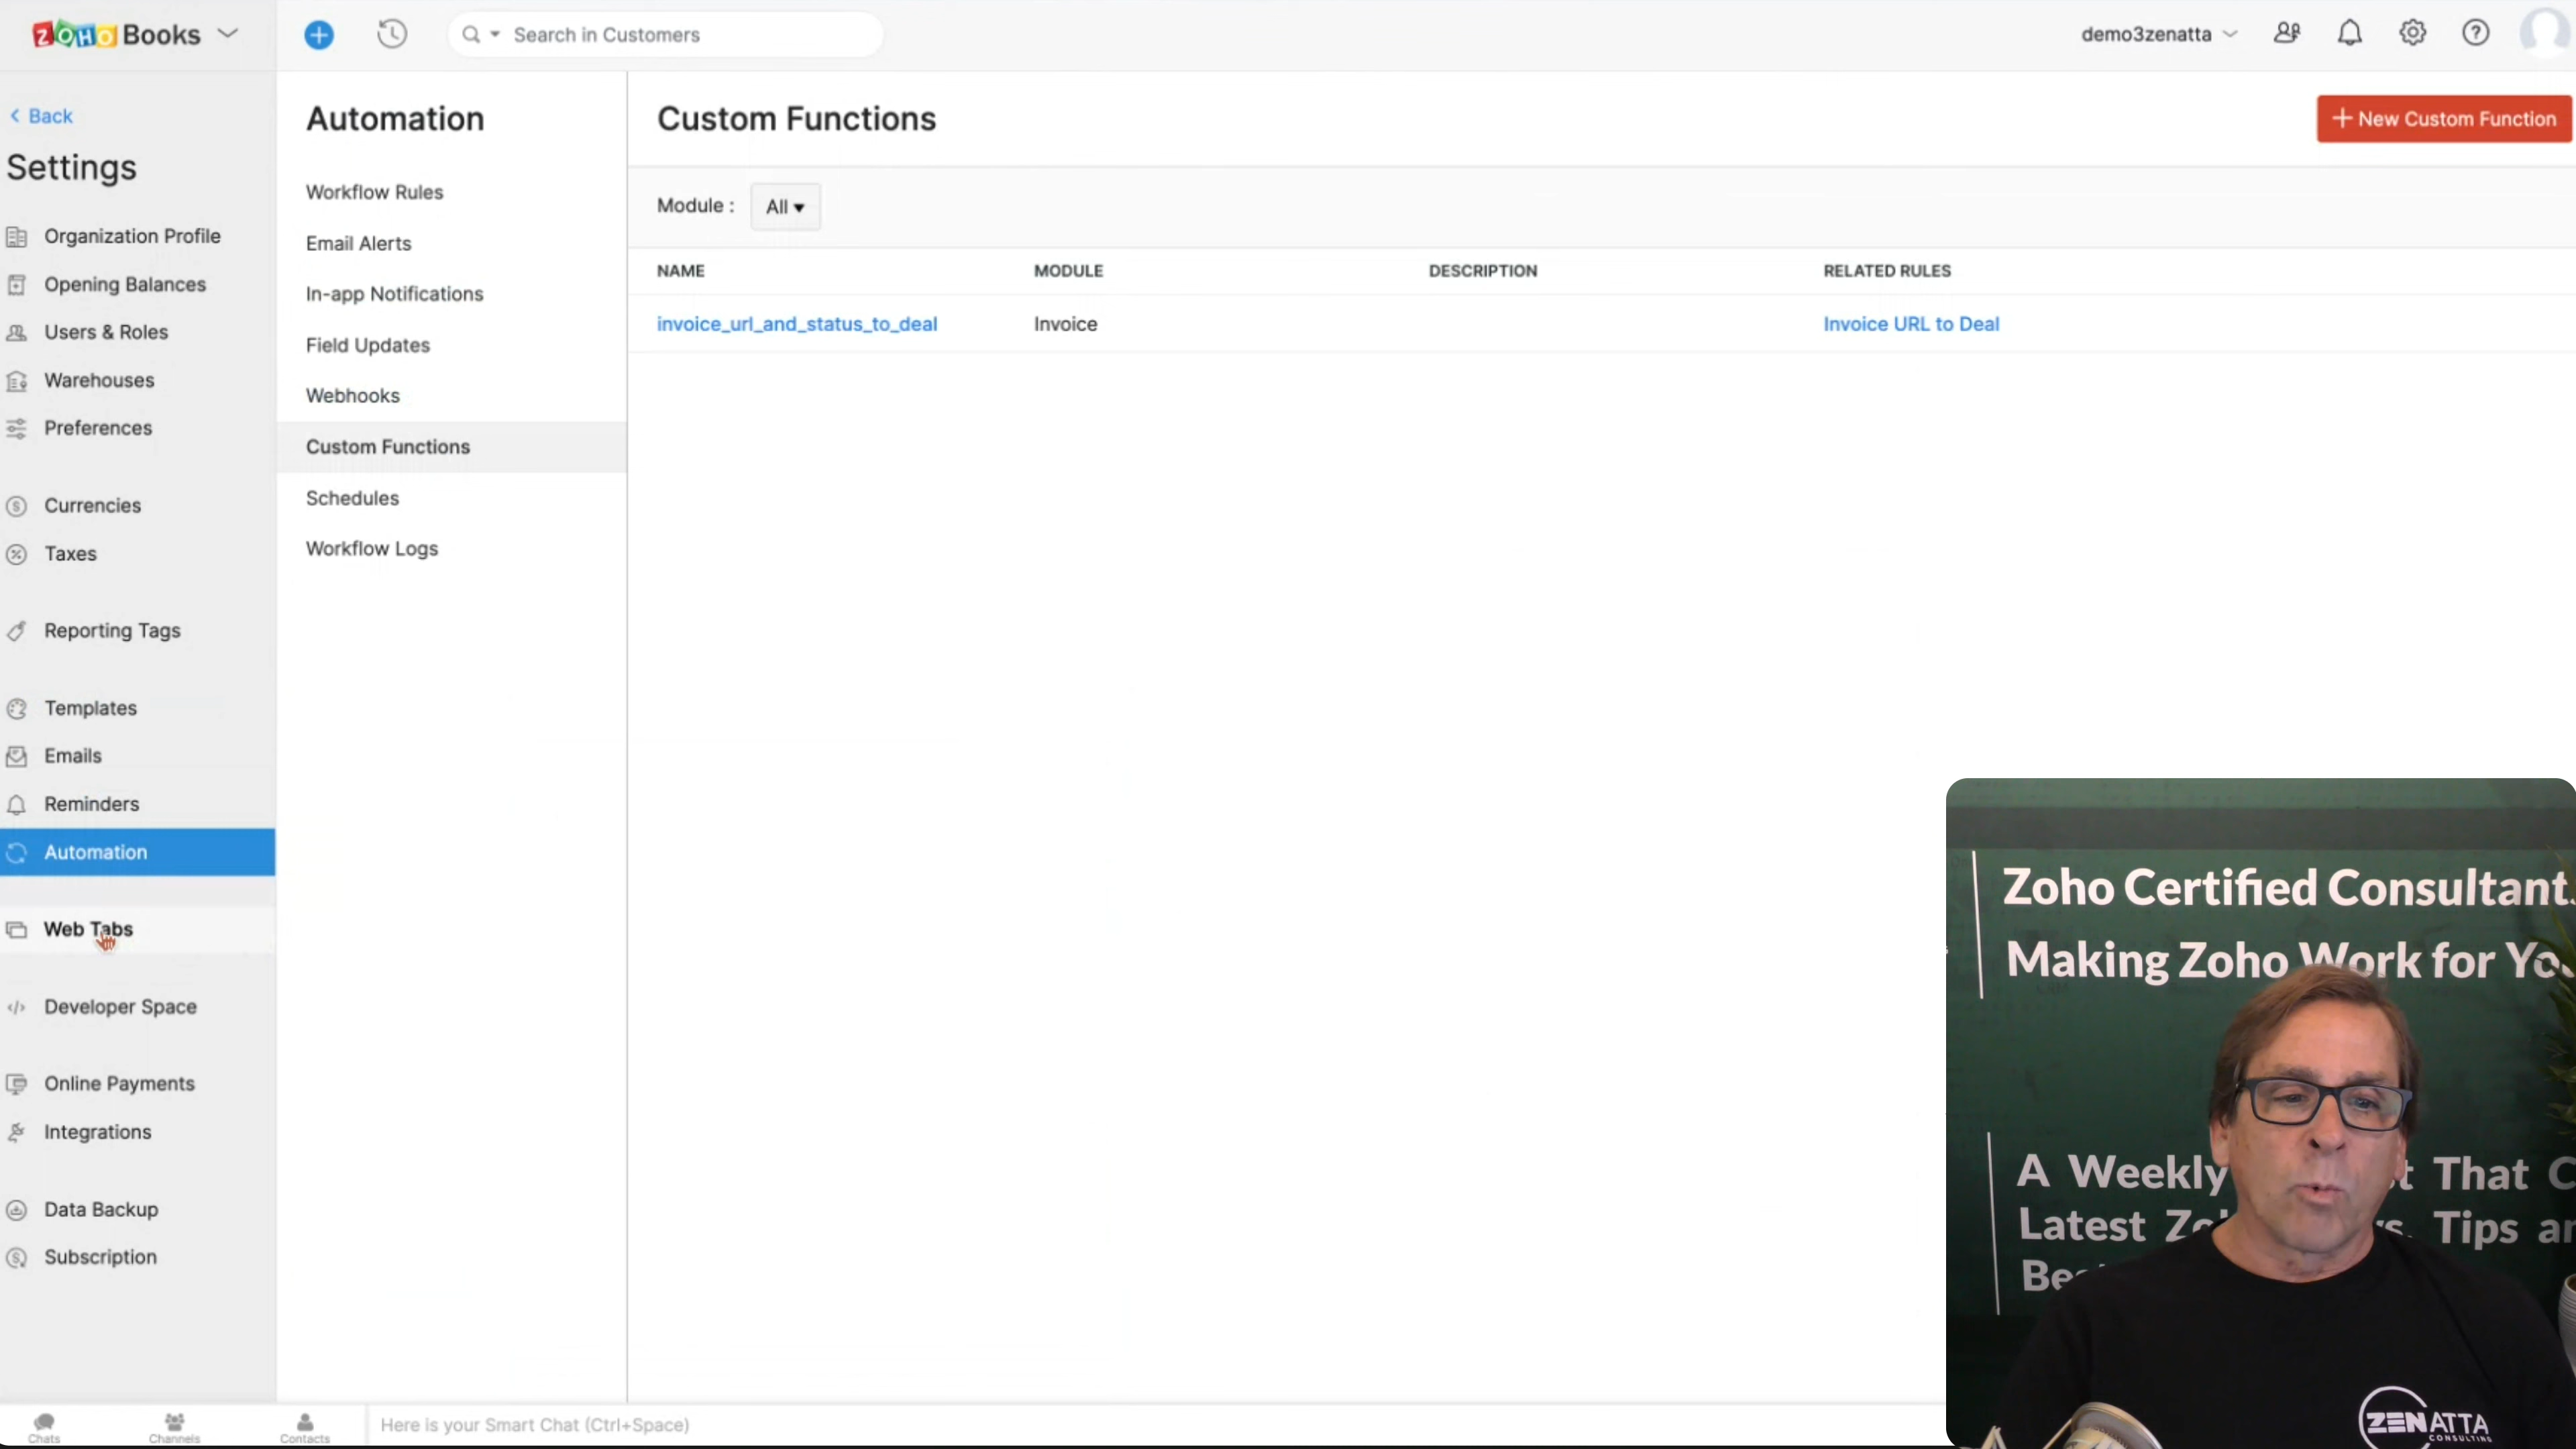 ZOHO Books
Search in Customers
demo3zenatta
Back
Settings
Organization Profile
Opening Balances
Users & Roles
Warehouses
Preferences
Currencies
Taxes
Reporting Tags
Templates
Emails
Reminders
Automation
Web Tabs
Developer Space
Online Payments
Integrations
Data Backup
Subscription
Automation
Workflow Rules
Email Alerts
In-app Notifications
Field Updates
Webhooks
Custom Functions
Schedules
Workflow Logs
Custom Functions
+ New Custom Function
Module : All
NAME MODULE DESCRIPTION RELATED RULES
invoice_url_and_status_to_deal Invoice Invoice URL to Deal
Zoho Certified Consultant
Making Zoho Work for
A Weekly That
Latest Tips
ZENATTA
CONSULTING
Chats
Channels
Contacts
Here is your Smart Chat (Ctrl+Space)